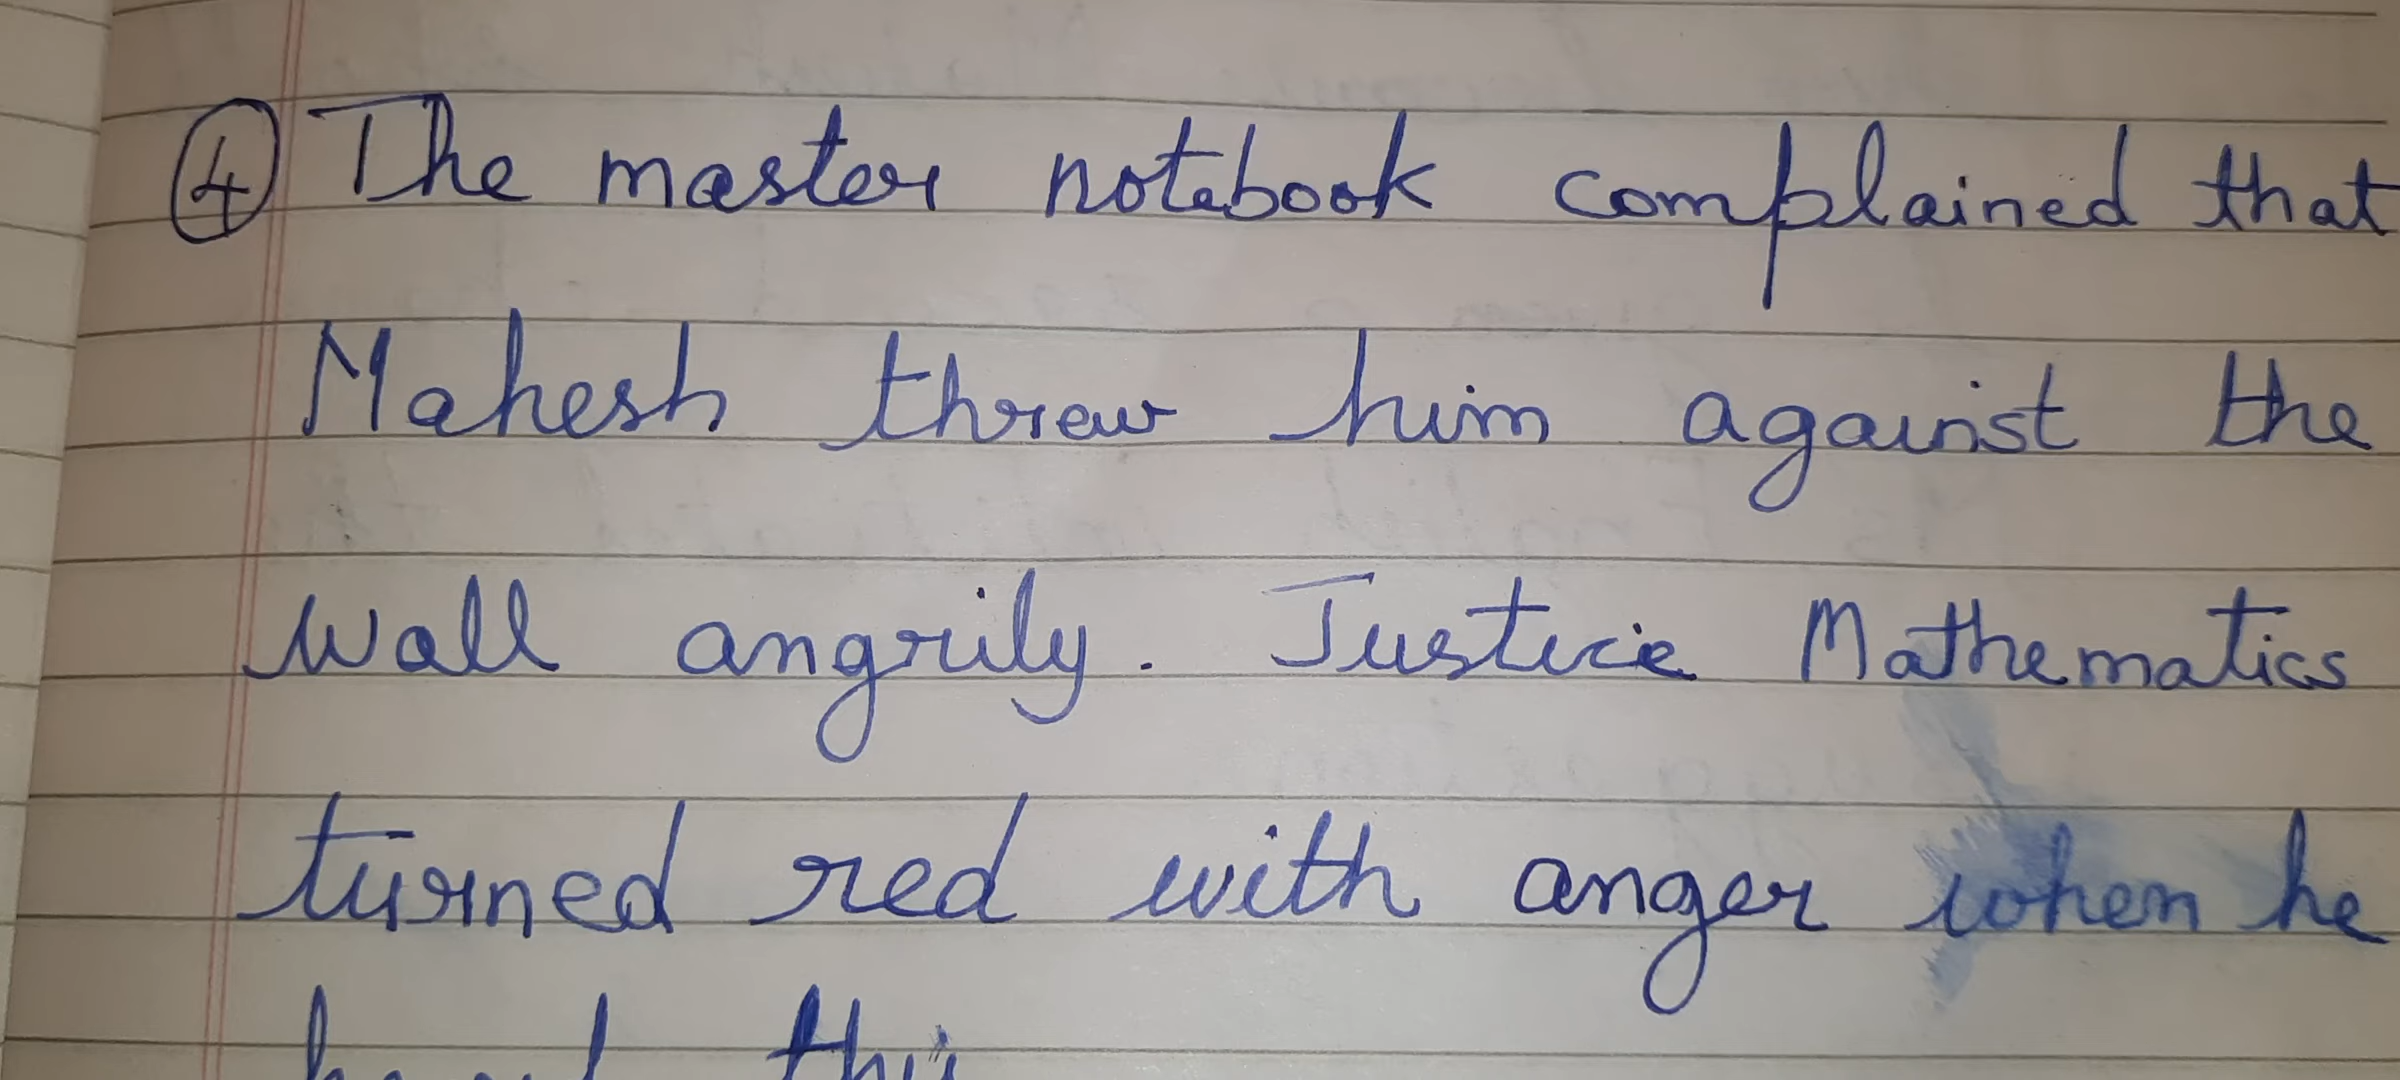 ④ The master notebook complained that
Mahesh threw him against the
wall angrily. Justice Mathematics
turned red with anger when he